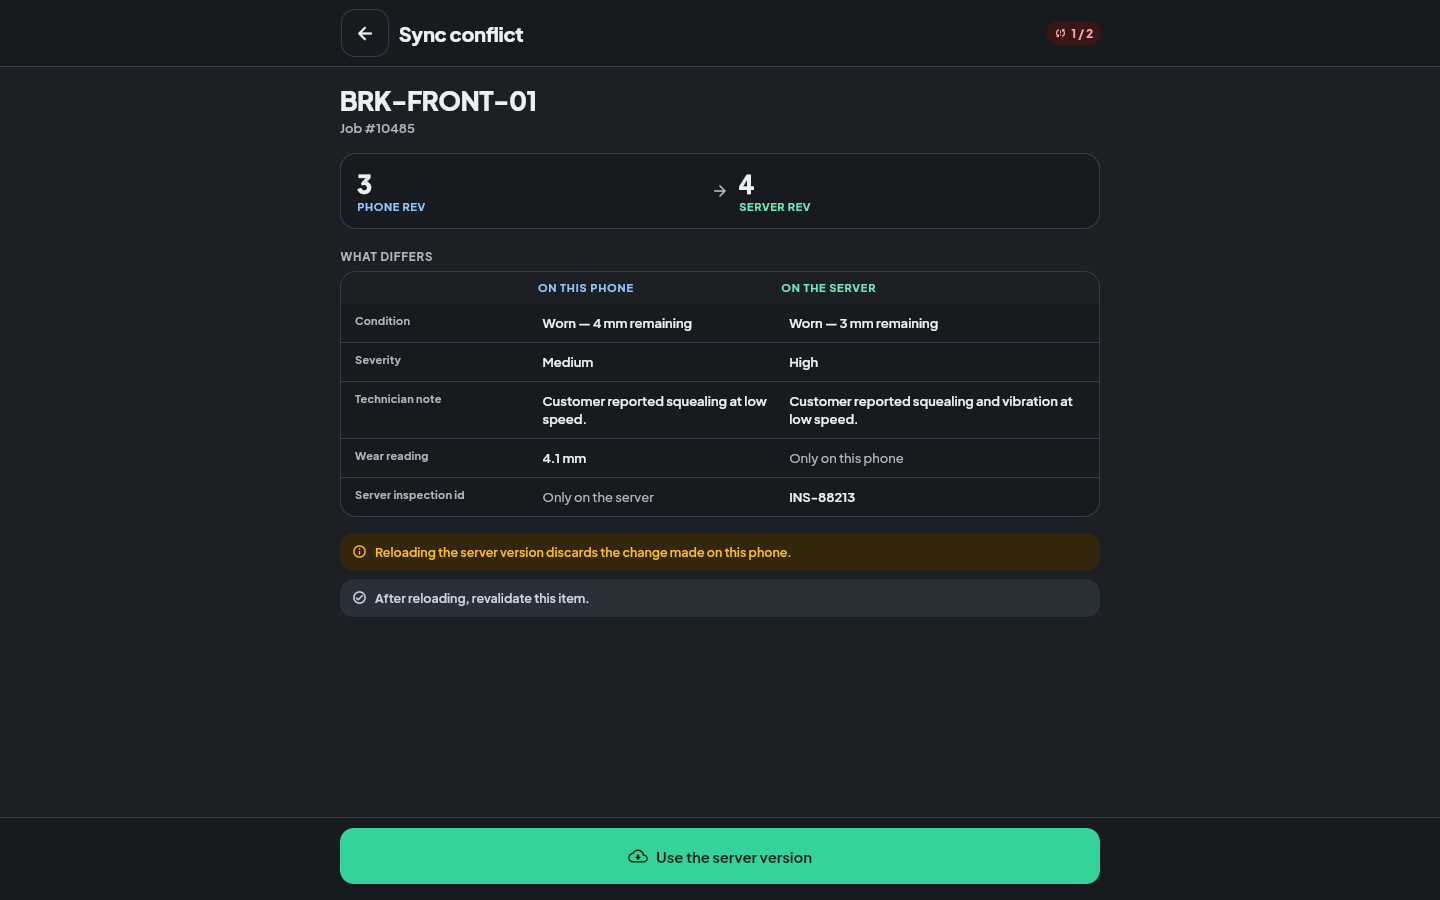 Sync conflict
1 / 2
BRK-FRONT-01
Job #10485
3
PHONE REV
4
SERVER REV
WHAT DIFFERS
ON THIS PHONE
ON THE SERVER
Condition
Worn — 4 mm remaining
Worn — 3 mm remaining
Severity
Medium
High
Technician note
Customer reported squealing at low
speed.
Customer reported squealing and vibration at
low speed.
Wear reading
4.1 mm
Only on this phone
Server inspection id
Only on the server
INS-88213
Reloading the server version discards the change made on this phone.
After reloading, revalidate this item.
Use the server version